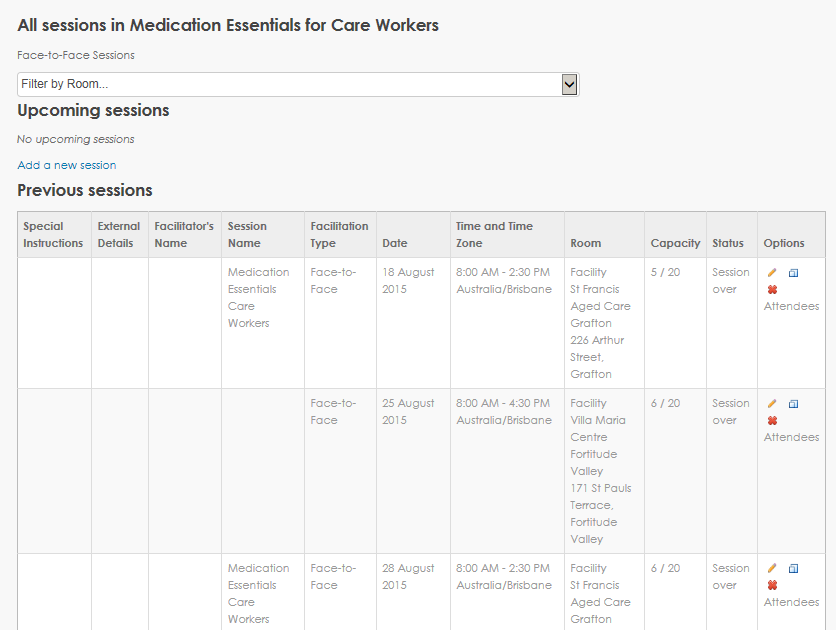 All sessions in Medication Essentials for Care Workers
Face-to-Face Sessions
Filter by Room...
Upcoming sessions
No upcoming sessions
Add a new session
Previous sessions
Special Instructions
External Details
Facilitator's Name
Session Name
Facilitation Type
Date
Time and Time Zone
Room
Capacity
Status
Options
Medication
Essentials
Care
Workers
Face-to-
Face
18 August
2015
8:00 AM - 2:30 PM
Australia/Brisbane
Facility
St Francis
Aged Care
Grafton
226 Arthur
Street,
Grafton
5 / 20
Session
over
Attendees
Face-to-
Face
25 August
2015
8:00 AM - 4:30 PM
Australia/Brisbane
Facility
Villa Maria
Centre
Fortitude
Valley
171 St Pauls
Terrace,
Fortitude
Valley
6 / 20
Session
over
Attendees
Medication
Essentials
Care
Workers
Face-to-
Face
28 August
2015
8:00 AM - 2:30 PM
Australia/Brisbane
Facility
St Francis
Aged Care
Grafton
6 / 20
Session
over
Attendees